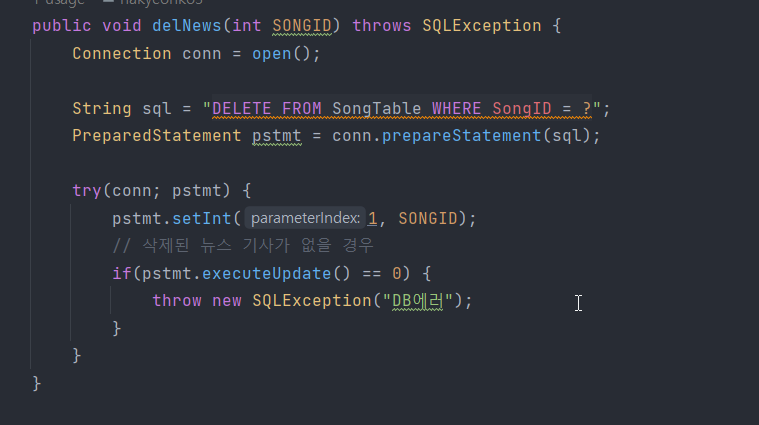 public void delNews(int SONGID) throws SQLException {
Connection conn = open();
String sql = "DELETE FROM SongTable WHERE SongID = ?";
PreparedStatement pstmt = conn.prepareStatement(sql);
try(conn; pstmt) {
pstmt.setInt( parameterIndex: 1, SONGID);
// 삭제된 뉴스 기사가 없을 경우
if(pstmt.executeUpdate() == 0) {
throw new SQLException("DB에러");
}
}
}